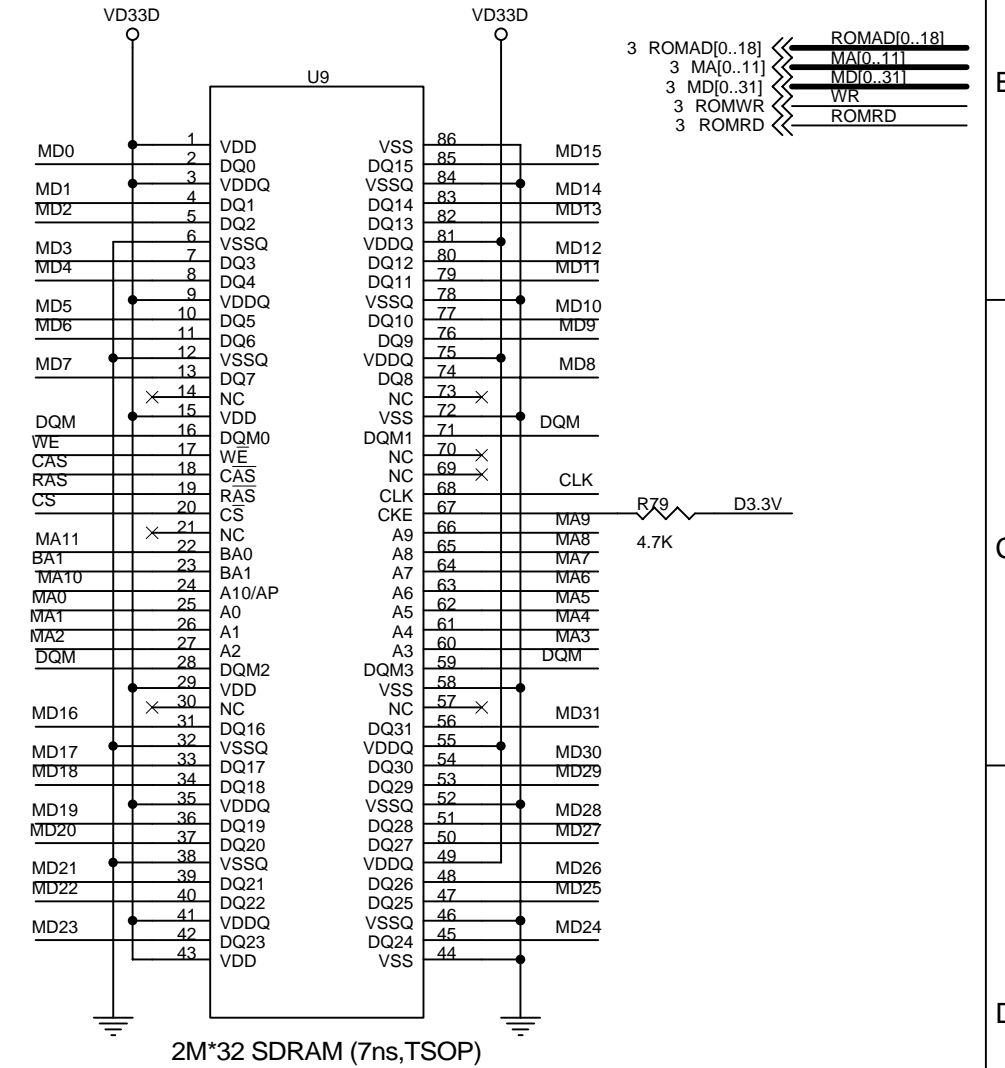 VD33D VD33D
3 ROMAD[0..18] ROMAD[0..18]
3 MA[0..11] MA[0..11]
3 MD[0..31] MD[0..31]
3 ROMWR WR
3 ROMRD ROMRD
U9
1 VDD VSS 86
MD0 2 DQ0 DQ15 85 MD15
3 VDDQ VSSQ 84
MD1 4 DQ1 DQ14 83 MD14
MD2 5 DQ2 DQ13 82 MD13
6 VSSQ VDDQ 81
MD3 7 DQ3 DQ12 80 MD12
MD4 8 DQ4 DQ11 79 MD11
9 VDDQ VSSQ 78
MD5 10 DQ5 DQ10 77 MD10
MD6 11 DQ6 DQ9 76 MD9
12 VSSQ VDDQ 75
MD7 13 DQ7 DQ8 74 MD8
14 NC NC 73
15 VDD VSS 72
DQM 16 DQM0 DQM1 71 DQM
WE 17 WE NC 70
CAS 18 CAS NC 69
RAS 19 RAS CLK 68 CLK
CS 20 CS CKE 67 R79 D3.3V
4.7K
21 NC A9 66 MA9
MA11 22 BA0 A8 65 MA8
BA1 23 BA1 A7 64 MA7
MA10 24 A10/AP A6 63 MA6
MA0 25 A0 A5 62 MA5
MA1 26 A1 A4 61 MA4
MA2 27 A2 A3 60 MA3
DQM 28 DQM2 DQM3 59 DQM
29 VDD VSS 58
30 NC NC 57
MD16 31 DQ16 DQ31 56 MD31
32 VSSQ VDDQ 55
MD17 33 DQ17 DQ30 54 MD30
MD18 34 DQ18 DQ29 53 MD29
35 VDDQ VSSQ 52
MD19 36 DQ19 DQ28 51 MD28
MD20 37 DQ20 DQ27 50 MD27
38 VSSQ VDDQ 49
MD21 39 DQ21 DQ26 48 MD26
MD22 40 DQ22 DQ25 47 MD25
41 VDDQ VSSQ 46
MD23 42 DQ23 DQ24 45 MD24
43 VDD VSS 44
2M*32 SDRAM (7ns,TSOP)